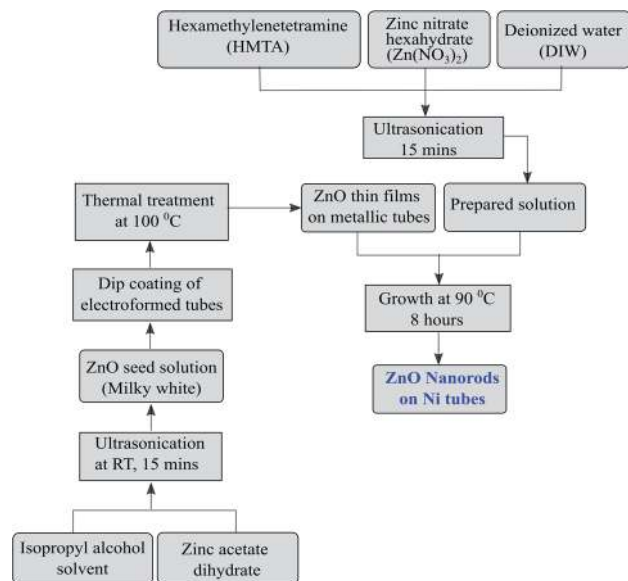 Hexamethylenetetramine
(HMTA)
Zinc nitrate
hexahydrate
(Zn(NO₃)₂)
Deionized water
(DIW)
Ultrasonication
15 mins
Thermal treatment
at 100 ⁰C
ZnO thin films
on metallic tubes
Prepared solution
Dip coating of
electroformed tubes
Growth at 90 ⁰C
8 hours
ZnO seed solution
(Milky white)
ZnO Nanorods
on Ni tubes
Ultrasonication
at RT, 15 mins
Isopropyl alcohol
solvent
Zinc acetate
dihydrate